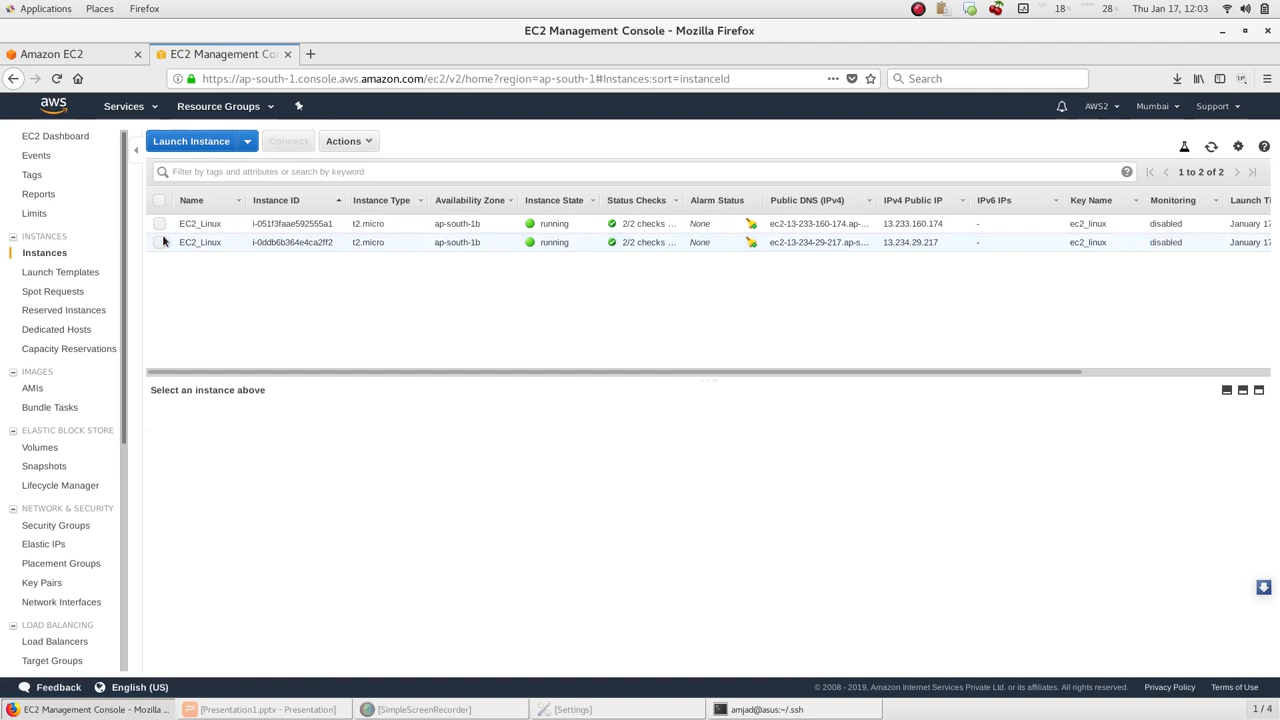 Applications Places Firefox 18% 28% Thu Jan 17, 12:03
EC2 Management Console - Mozilla Firefox
Amazon EC2 EC2 Management Co
https://ap-south-1.console.aws.amazon.com/ec2/v2/home?region=ap-south-1#Instances:sort=instanceId Search
aws Services Resource Groups AWS2 Mumbai Support
EC2 Dashboard
Events
Tags
Reports
Limits
INSTANCES
Instances
Launch Templates
Spot Requests
Reserved Instances
Dedicated Hosts
Capacity Reservations
IMAGES
AMIs
Bundle Tasks
ELASTIC BLOCK STORE
Volumes
Snapshots
Lifecycle Manager
NETWORK & SECURITY
Security Groups
Elastic IPs
Placement Groups
Key Pairs
Network Interfaces
LOAD BALANCING
Load Balancers
Target Groups
Launch Instance Connect Actions
Filter by tags and attributes or search by keyword 1 to 2 of 2
Name Instance ID Instance Type Availability Zone Instance State Status Checks Alarm Status Public DNS (IPv4) IPv4 Public IP IPv6 IPs Key Name Monitoring Launch Ti
EC2_Linux i-051f3faae592555a1 t2.micro ap-south-1b running 2/2 checks ... None ec2-13-233-160-174.ap-... 13.233.160.174 - ec2_linux disabled January 17
EC2_Linux i-0ddb6b364e4ca2ff2 t2.micro ap-south-1b running 2/2 checks ... None ec2-13-234-29-217.ap-s... 13.234.29.217 - ec2_linux disabled January 17
Select an instance above
Feedback English (US) © 2008 - 2019, Amazon Internet Services Private Ltd. or its affiliates. All rights reserved. Privacy Policy Terms of Use
EC2 Management Console - Mozilla ... [Presentation1.pptx - Presentation] [SimpleScreenRecorder] [Settings] amjad@asus:~/.ssh 1 / 4